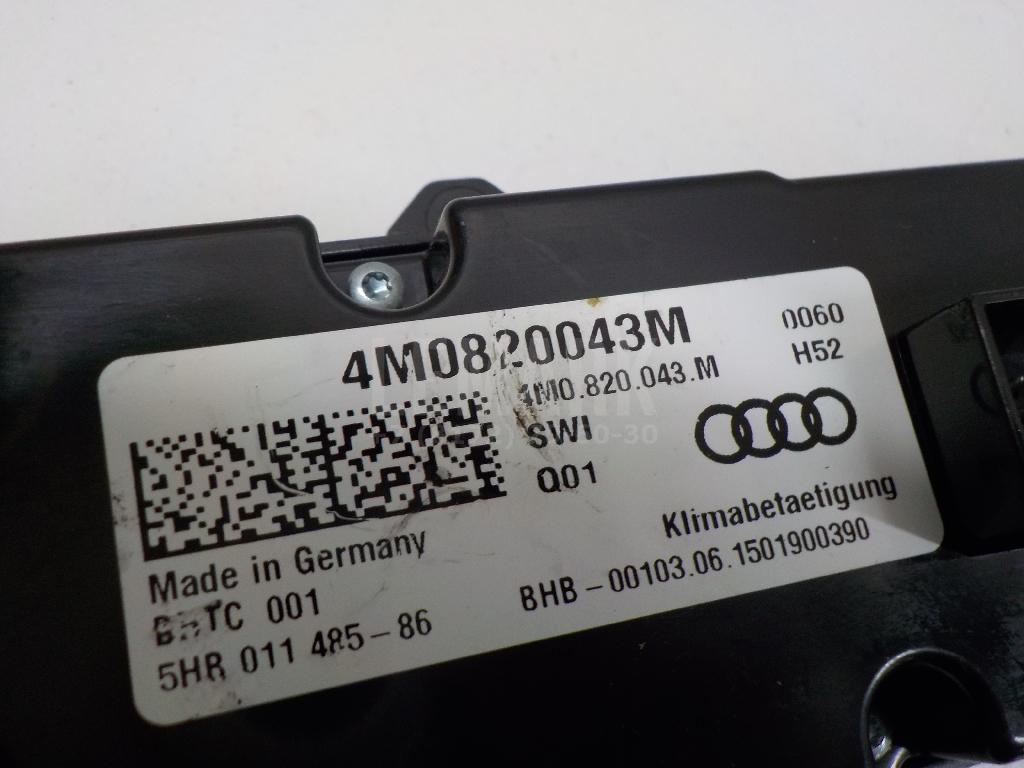 4M0820043M
0060
4M0.820.043.M
H52
SWI
Q01
Klimabetaetigung
Made in Germany
BHTC 001
BHB-00103.06.1501900390
5HB 011 485-86